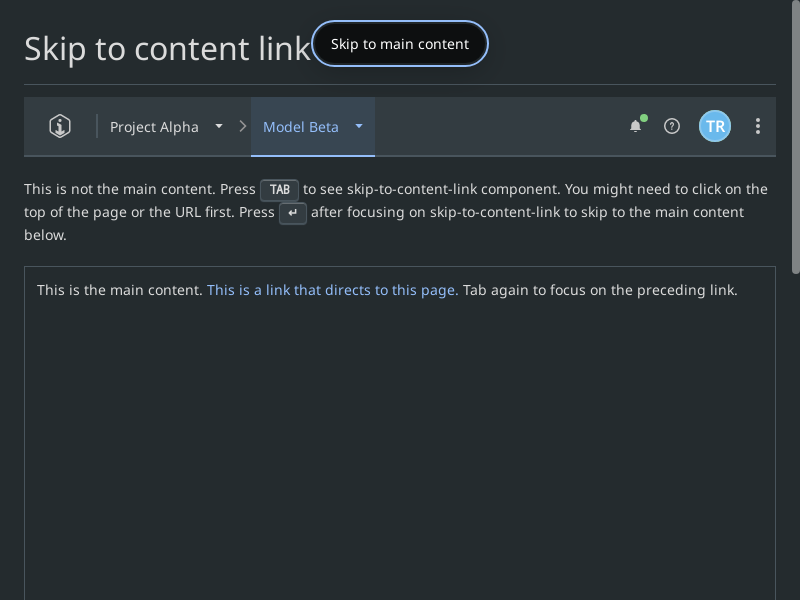 Skip to content link
Skip to main content
Project Alpha
Model Beta
TR
This is not the main content. Press TAB to see skip-to-content-link component. You might need to click on the
top of the page or the URL first. Press ↵ after focusing on skip-to-content-link to skip to the main content
below.
This is the main content. This is a link that directs to this page. Tab again to focus on the preceding link.